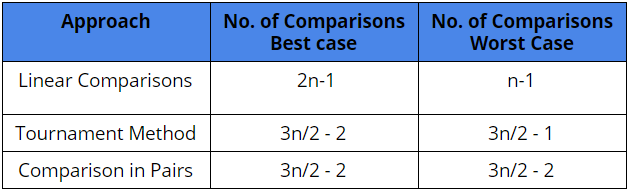 Approach
No. of Comparisons
Best case
No. of Comparisons
Worst Case
Linear Comparisons
2n-1
n-1
Tournament Method
3n/2 - 2
3n/2 - 1
Comparison in Pairs
3n/2 - 2
3n/2 - 2